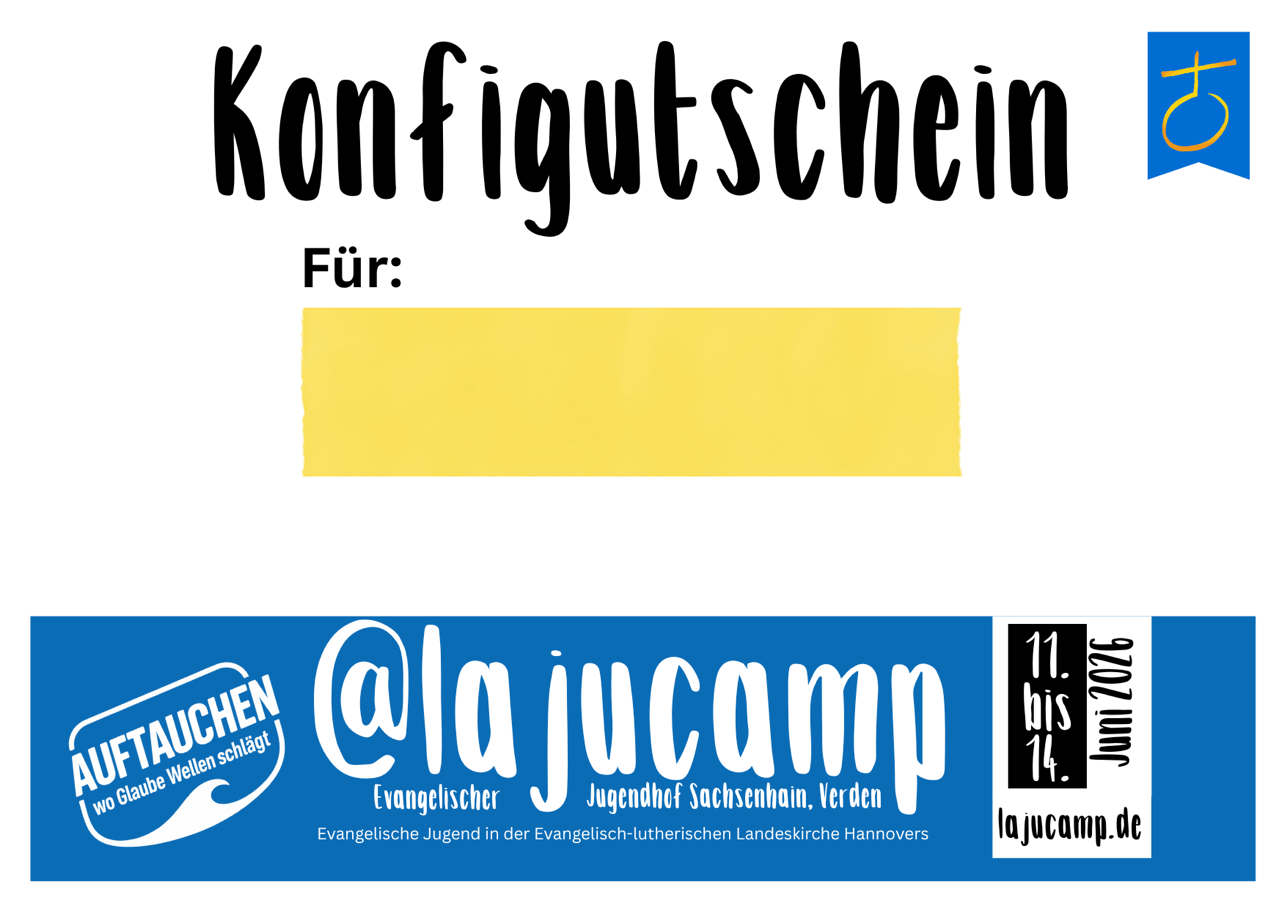 Konfigutschein
Für:
AUFTAUCHEN
wo Glaube Wellen schlägt
@lajucamp
Evangelischer Jugendhof Sachsenhain, Verden
Evangelische Jugend in der Evangelisch-lutherischen Landeskirche Hannovers
11.
bis
14.
Juni 2026
lajucamp.de